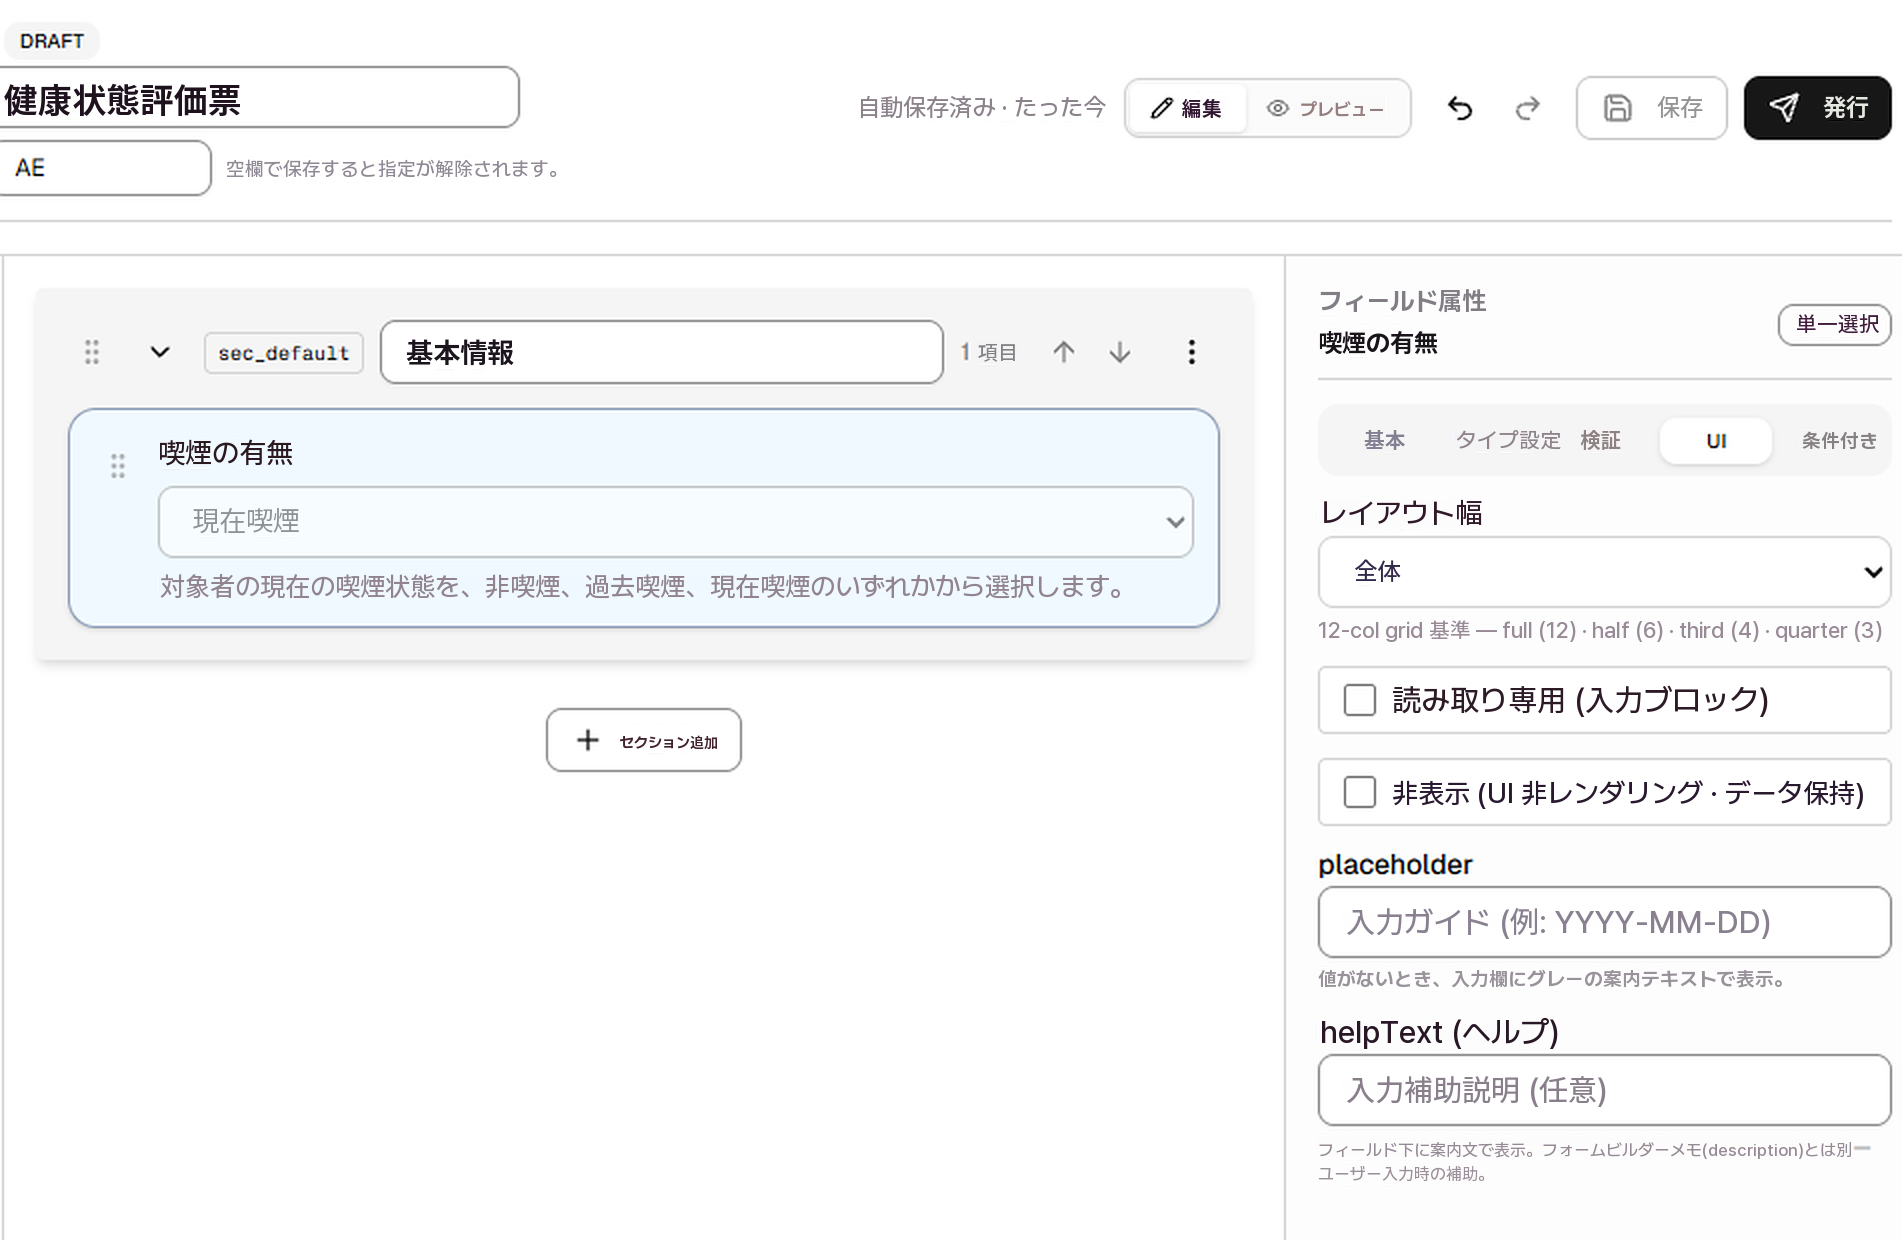 DRAFT
健康状態評価票
自動保存済み · たった今
編集
プレビュー
保存
発行
AE
空欄で保存すると指定が解除されます。
sec_default
基本情報
1 項目
喫煙の有無
現在喫煙
対象者の現在の喫煙状態を、非喫煙、過去喫煙、現在喫煙のいずれかから選択します。
セクション追加
フィールド属性
喫煙の有無
単一選択
基本
タイプ設定
検証
UI
条件付き
レイアウト幅
全体
12-col grid 基準 — full (12) · half (6) · third (4) · quarter (3)
読み取り専用 (入力ブロック)
非表示 (UI 非レンダリング · データ保持)
placeholder
入力ガイド (例: YYYY-MM-DD)
値がないとき、入力欄にグレーの案内テキストで表示。
helpText (ヘルプ)
入力補助説明 (任意)
フィールド下に案内文で表示。フォームビルダーメモ(description)とは別—
ユーザー入力時の補助。